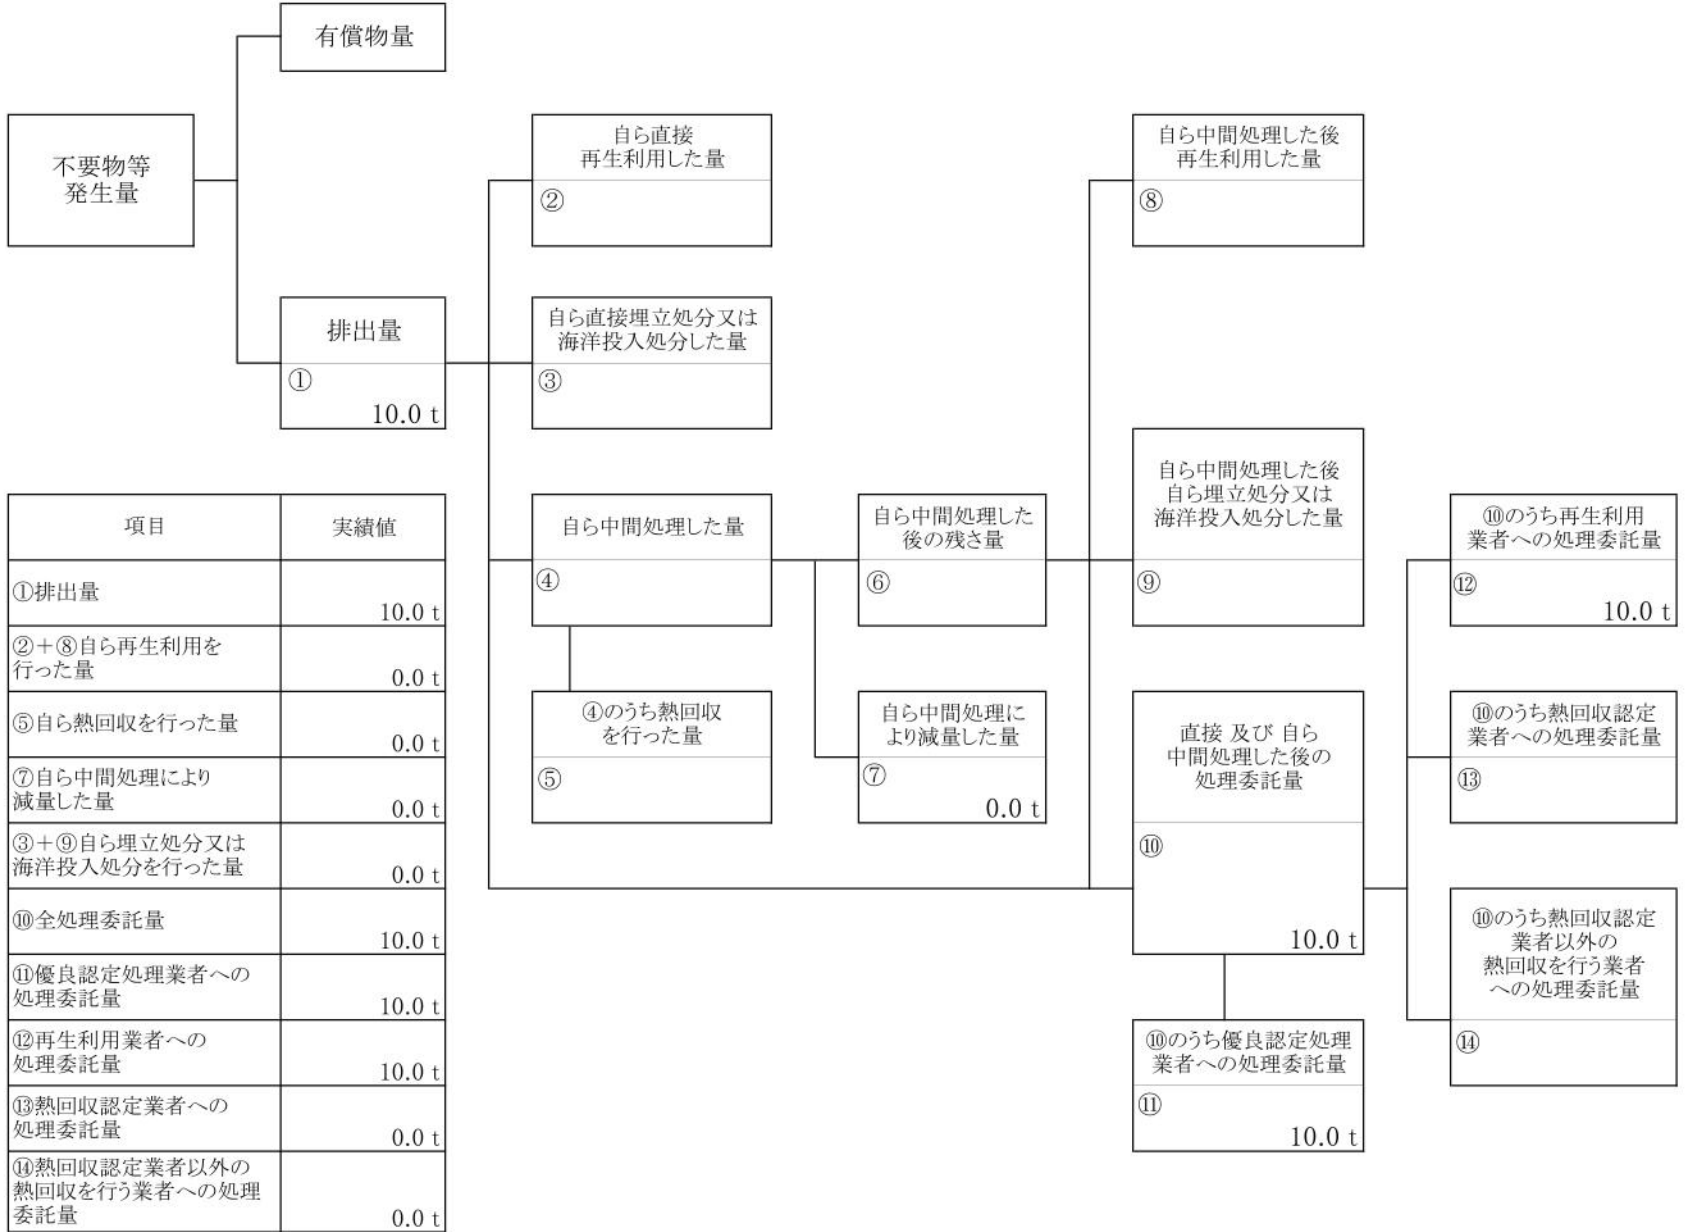 有償物量
不要物等
発生量
自ら直接
再生利用した量
②
自ら中間処理した後
再生利用した量
⑧
排出量
①
10.0 t
自ら直接埋立処分又は
海洋投入処分した量
③
自ら中間処理した量
④
自ら中間処理した
後の残さ量
⑥
自ら中間処理した後
自ら埋立処分又は
海洋投入処分した量
⑨
⑩のうち再生利用
業者への処理委託量
⑫
10.0 t
④のうち熱回収
を行った量
⑤
自ら中間処理に
より減量した量
⑦
0.0 t
直接 及び 自ら
中間処理した後の
処理委託量
⑩
10.0 t
⑩のうち熱回収認定
業者への処理委託量
⑬
⑩のうち熱回収認定
業者以外の
熱回収を行う業者
への処理委託量
⑭
⑩のうち優良認定処理
業者への処理委託量
⑪
10.0 t
項目 実績値
①排出量
10.0 t
②+⑧自ら再生利用を
行った量
0.0 t
⑤自ら熱回収を行った量
0.0 t
⑦自ら中間処理により
減量した量
0.0 t
③+⑨自ら埋立処分又は
海洋投入処分を行った量
0.0 t
⑩全処理委託量
10.0 t
⑪優良認定処理業者への
処理委託量
10.0 t
⑫再生利用業者への
処理委託量
10.0 t
⑬熱回収認定業者への
処理委託量
0.0 t
⑭熱回収認定業者以外の
熱回収を行う業者への処理
委託量
0.0 t